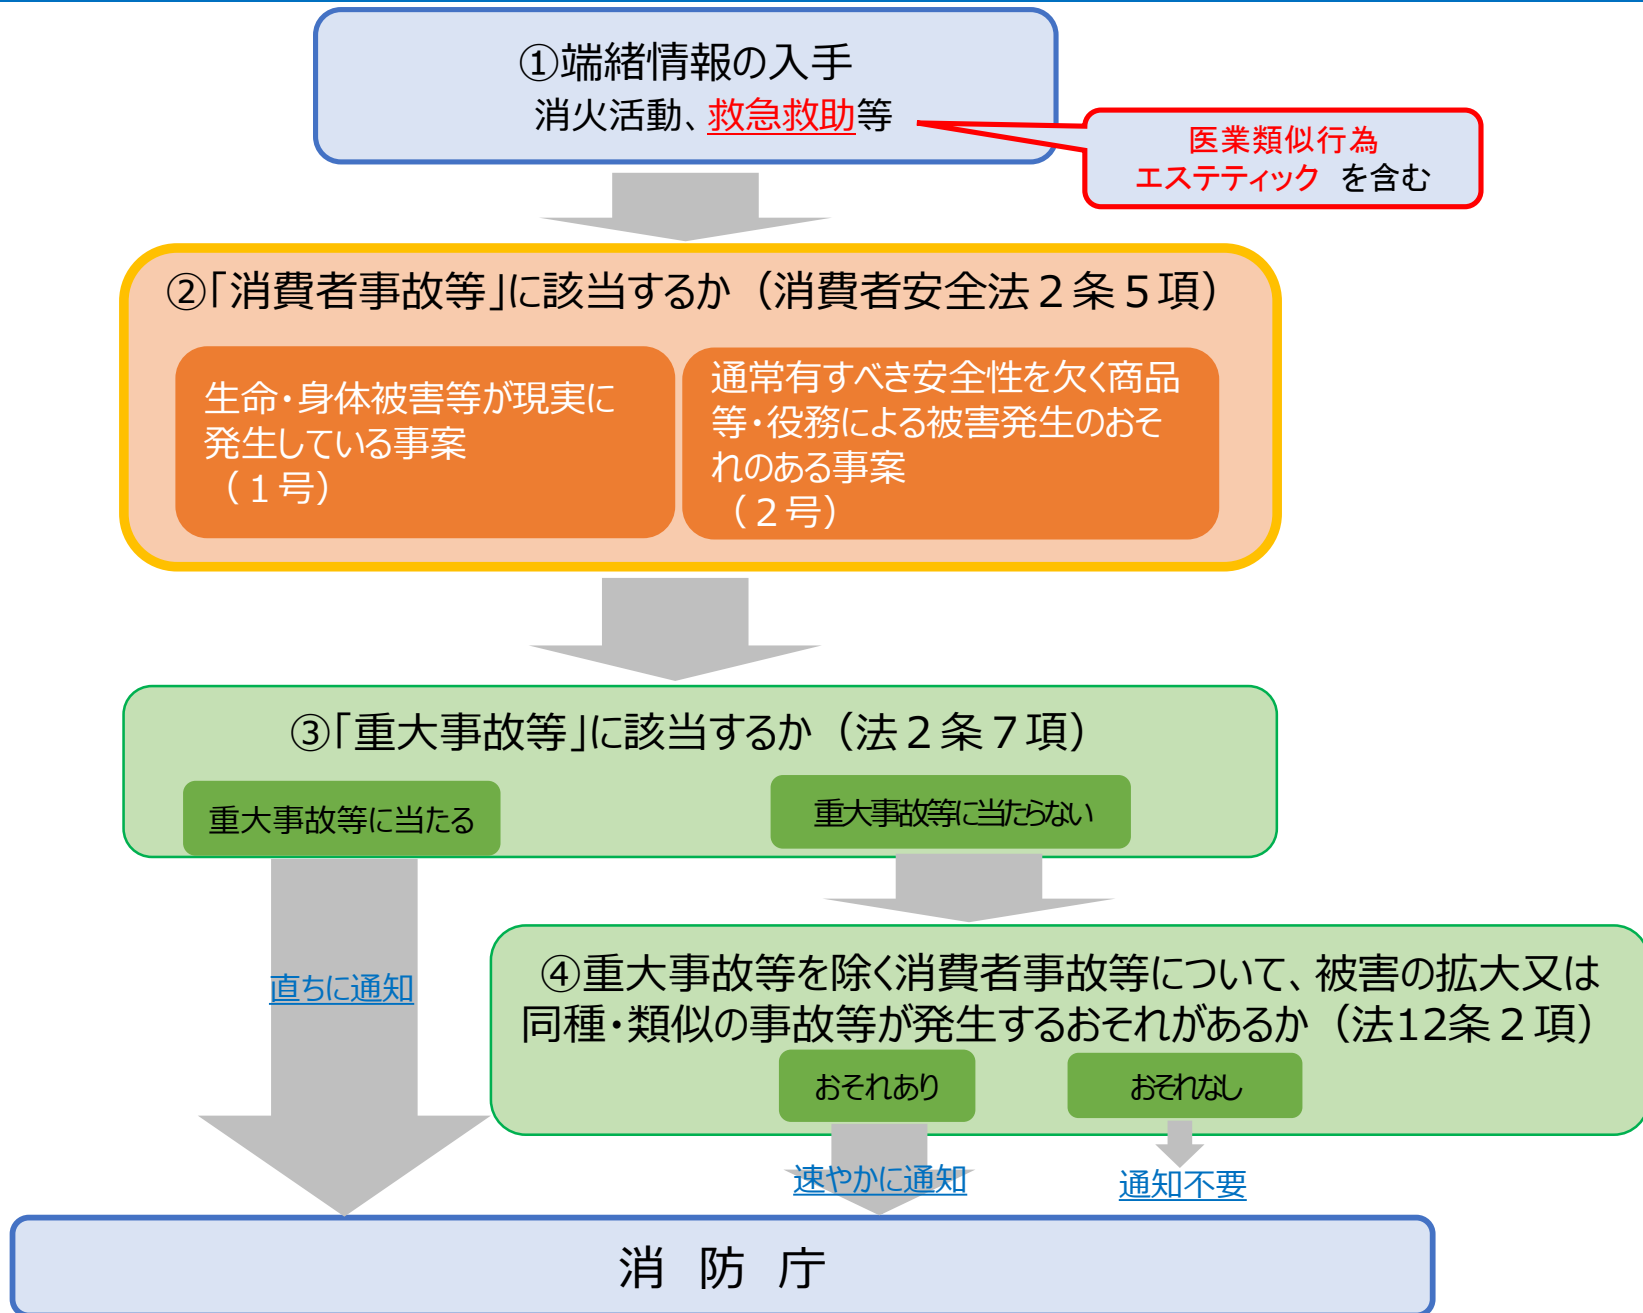 ①端緒情報の入手
消火活動、救急救助等
医業類似行為
エステティック　を含む
②「消費者事故等」に該当するか（消費者安全法２条５項）
生命・身体被害等が現実に
発生している事案
（１号）
通常有すべき安全性を欠く商品
等・役務による被害発生のおそ
れのある事案
（２号）
③「重大事故等」に該当するか（法２条７項）
重大事故等に当たる
重大事故等に当たらない
直ちに通知
④重大事故等を除く消費者事故等について、被害の拡大又は
同種・類似の事故等が発生するおそれがあるか（法12条２項）
おそれあり
おそれなし
速やかに通知
通知不要
消　防　庁